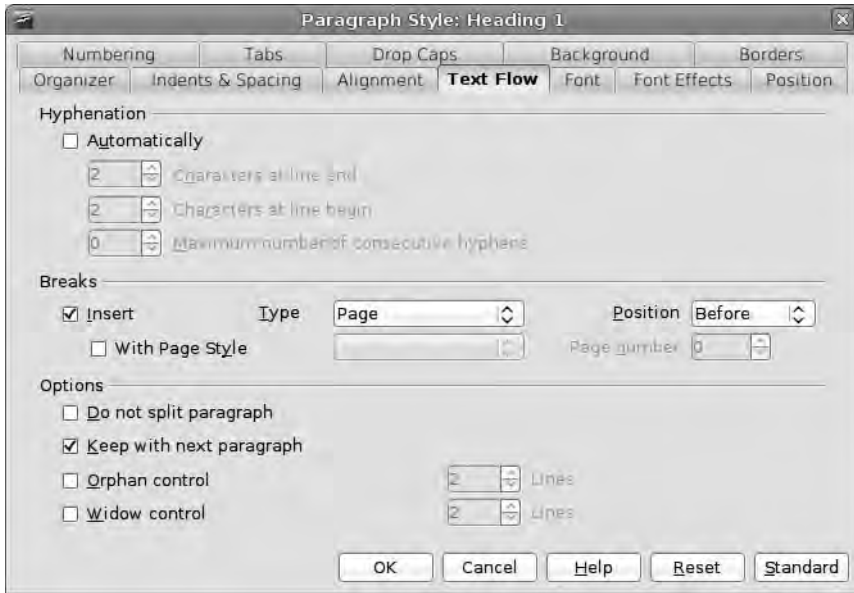 Paragraph Style: Heading 1
Numbering Tabs Drop Caps Background Borders
Organizer Indents & Spacing Alignment Text Flow Font Font Effects Position
Hyphenation
Automatically
2 Characters at line end
2 Characters at line begin
0 Maximum number of consecutive hyphens
Breaks
Insert Type Page Position Before
With Page Style Page number 0
Options
Do not split paragraph
Keep with next paragraph
Orphan control 2 Lines
Widow control 2 Lines
OK Cancel Help Reset Standard